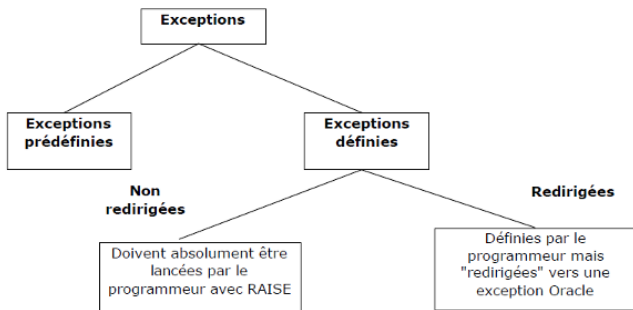 Exceptions
Exceptions
prédéfinies
Exceptions
définies
Non
redirigées
Redirigées
Doivent absolument être
lancées par le
programmeur avec RAISE
Définies par le
programmeur mais
"redirigées" vers une
exception Oracle